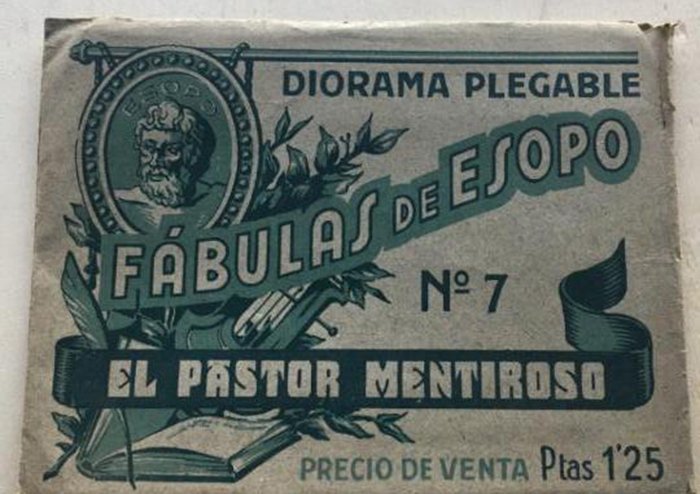 ESOPO
DIORAMA PLEGABLE
FÁBULAS DE ESOPO
Nº 7
EL PASTOR MENTIROSO
PRECIO DE VENTA Ptas 1'25